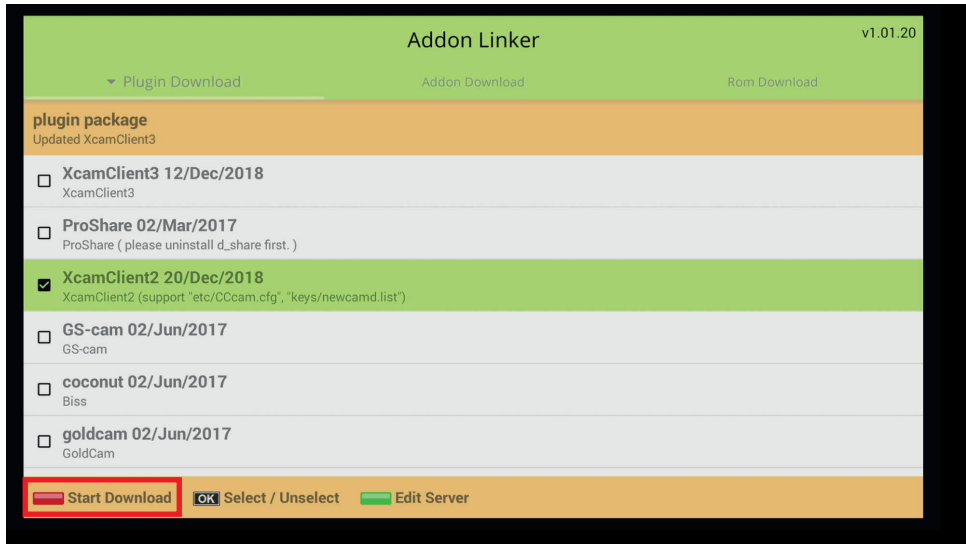 Addon Linker
v1.01.20
Plugin Download
Addon Download
Rom Download
plugin package
Updated XcamClient3
XcamClient3 12/Dec/2018
XcamClient3
ProShare 02/Mar/2017
ProShare ( please uninstall d_share first. )
XcamClient2 20/Dec/2018
XcamClient2 (support "etc/CCcam.cfg", "keys/newcamd.list")
GS-cam 02/Jun/2017
GS-cam
coconut 02/Jun/2017
Biss
goldcam 02/Jun/2017
GoldCam
Start Download
OK Select / Unselect
Edit Server